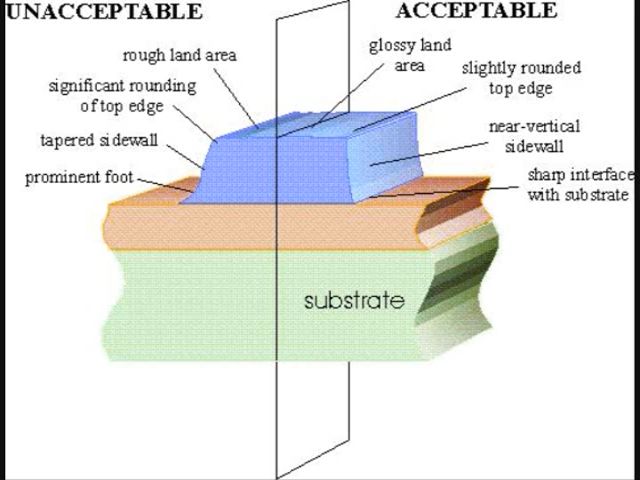 UNACCEPTABLE
ACCEPTABLE
rough land area
significant rounding
of top edge
tapered sidewall
prominent foot
glossy land
area
slightly rounded
top edge
near-vertical
sidewall
sharp interface
with substrate
substrate